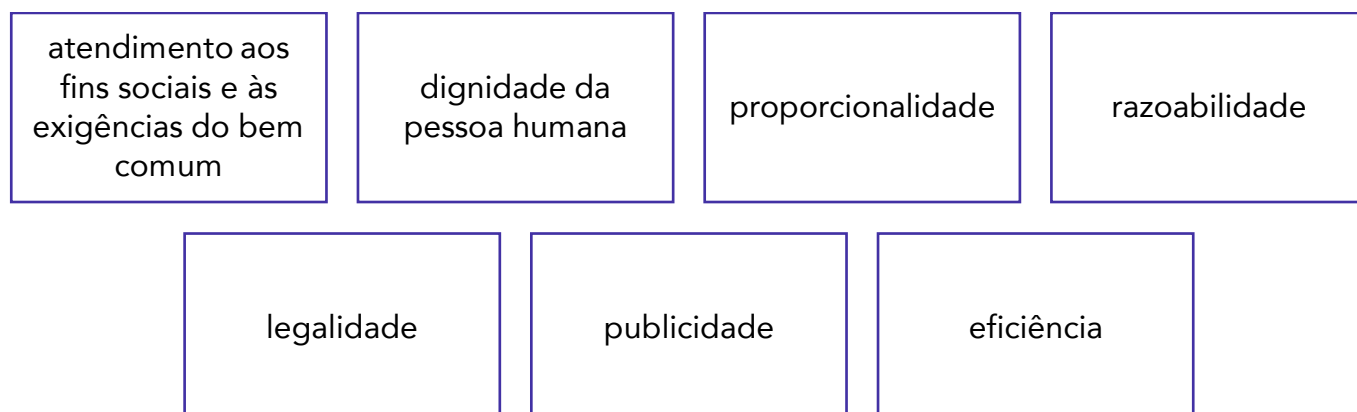 atendimento aos
fins sociais e às
exigências do bem
comum
dignidade da
pessoa humana
proporcionalidade
razoabilidade
legalidade
publicidade
eficiência